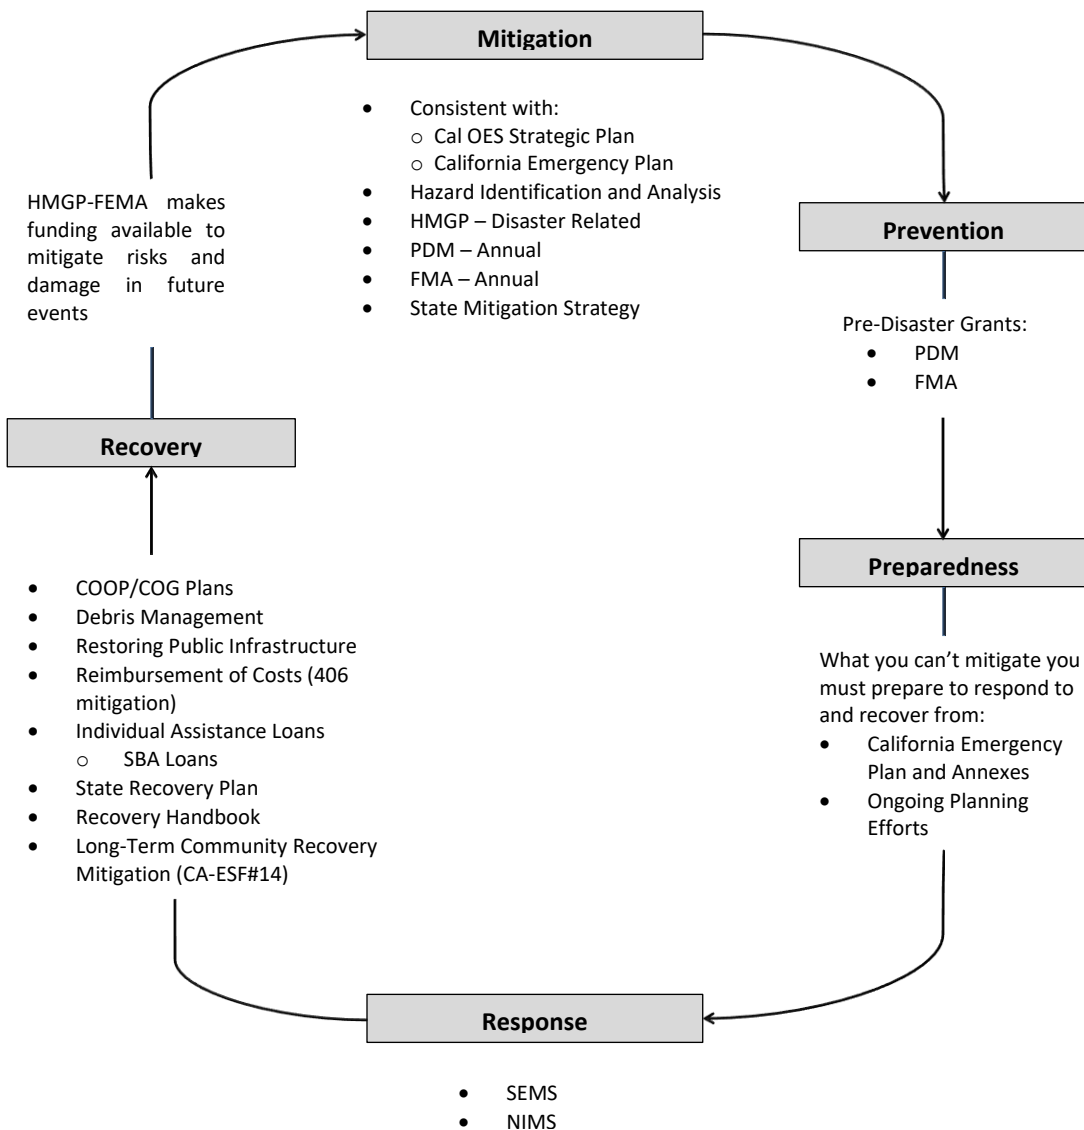 Mitigation
• Consistent with:
o Cal OES Strategic Plan
o California Emergency Plan
• Hazard Identification and Analysis
• HMGP – Disaster Related
• PDM – Annual
• FMA – Annual
• State Mitigation Strategy
Prevention
Pre-Disaster Grants:
• PDM
• FMA
Preparedness
What you can’t mitigate you
must prepare to respond to
and recover from:
• California Emergency
Plan and Annexes
• Ongoing Planning
Efforts
Response
• SEMS
• NIMS
• COOP/COG Plans
• Debris Management
• Restoring Public Infrastructure
• Reimbursement of Costs (406
mitigation)
• Individual Assistance Loans
o SBA Loans
• State Recovery Plan
• Recovery Handbook
• Long-Term Community Recovery
Mitigation (CA-ESF#14)
Recovery
HMGP-FEMA makes
funding available to
mitigate risks and
damage in future
events